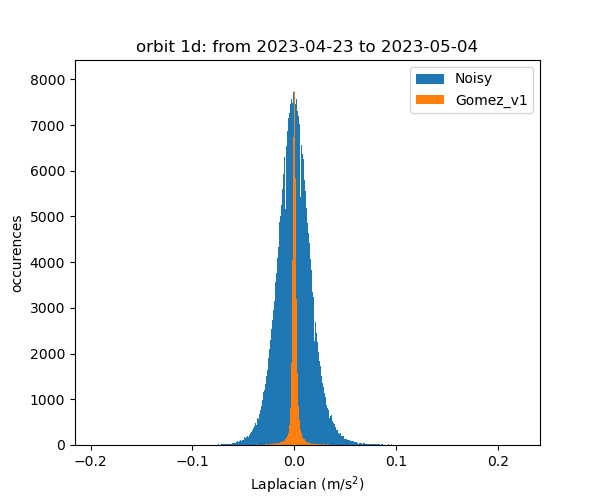 orbit 1d: from 2023-04-23 to 2023-05-04
Noisy
Gomez_v1
occurences
8000
7000
6000
5000
4000
3000
2000
1000
0
−0.2 −0.1 0.0 0.1 0.2
Laplacian (m/s²)